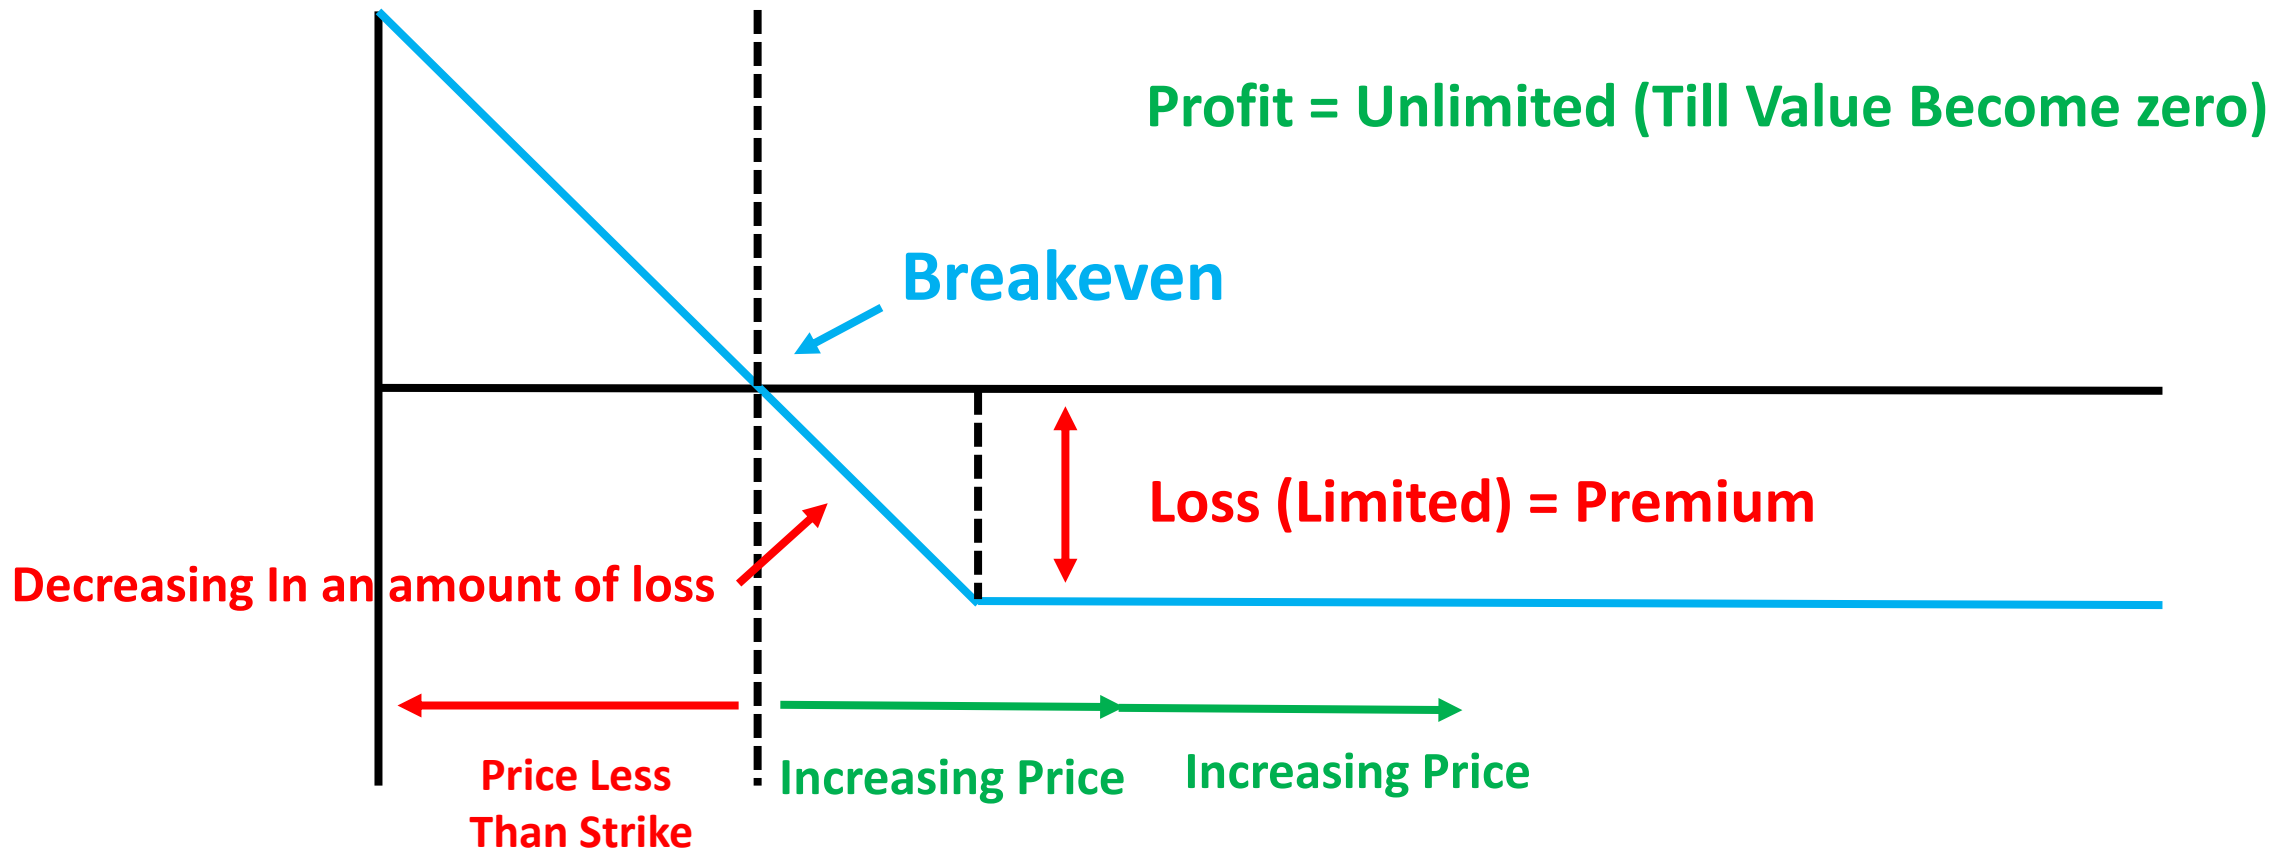 Profit = Unlimited (Till Value Become zero)
Breakeven
Loss (Limited) = Premium
Decreasing In an amount of loss
Price Less
Than Strike
Increasing Price
Increasing Price